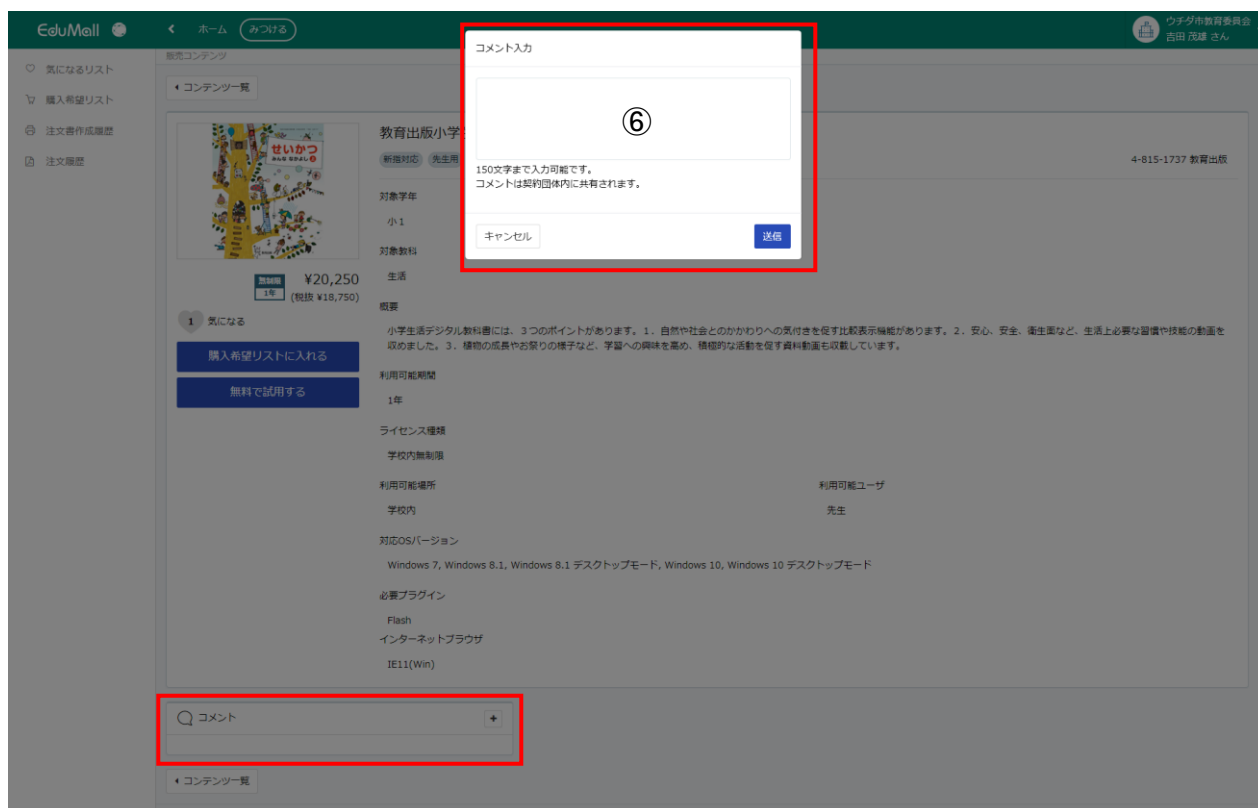 EduMall
ホーム
みつける
ウチダ市教育委員会
吉田 茂雄 さん
気になるリスト
購入希望リスト
注文書作成履歴
注文履歴
販売コンテンツ
コンテンツ一覧
せいかつ
みんな なかよし
教育出版小学
新指対応
先生用
4-815-1737 教育出版
コメント入力
⑥
150文字まで入力可能です。
コメントは契約団体内に共有されます。
キャンセル
送信
対象学年
小1
対象教科
生活
無制限
1年
¥20,250
(税抜 ¥18,750)
1
気になる
購入希望リストに入れる
無料で試用する
概要
小学生活デジタル教科書には、３つのポイントがあります。１．自然や社会とのかかわりへの気付きを促す比較表示機能があります。２．安心、安全、衛生面など、生活上必要な習慣や技能の動画を
収めました。３．植物の成長やお祭りの様子など、学習への興味を高め、積極的な活動を促す資料動画も収載しています。
利用可能期間
1年
ライセンス種類
学校内無制限
利用可能場所
利用可能ユーザ
学校内
先生
対応OSバージョン
Windows 7, Windows 8.1, Windows 8.1 デスクトップモード, Windows 10, Windows 10 デスクトップモード
必要プラグイン
Flash
インターネットブラウザ
IE11(Win)
コメント
+
コンテンツ一覧